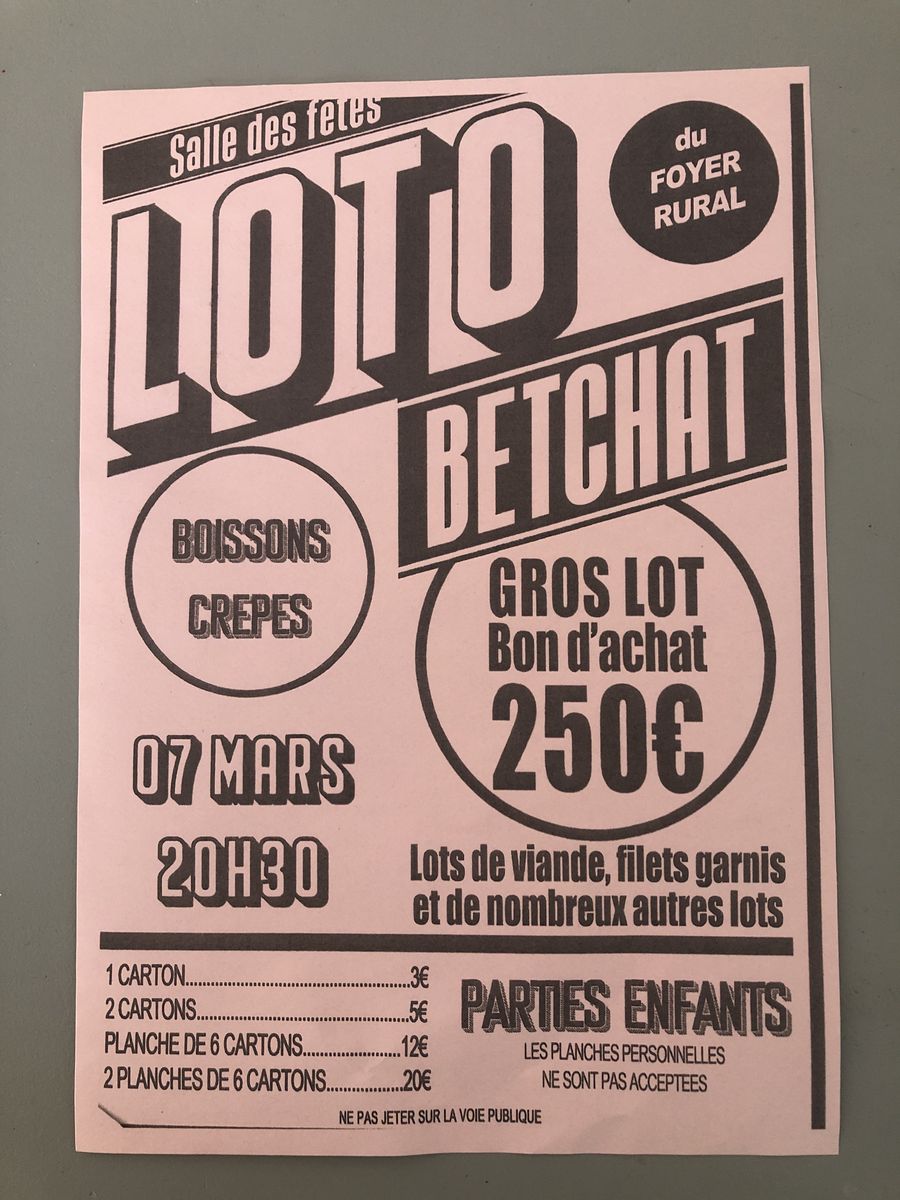 Salle des fêtes
LOTO
du
FOYER
RURAL
BETCHAT
BOISSONS
CREPES
GROS LOT
Bon d'achat
250€
07 MARS
20H30
Lots de viande, filets garnis
et de nombreux autres lots
1 CARTON..........................................3€
2 CARTONS........................................5€
PLANCHE DE 6 CARTONS..................12€
2 PLANCHES DE 6 CARTONS..............20€
PARTIES ENFANTS
LES PLANCHES PERSONNELLES
NE SONT PAS ACCEPTEES
NE PAS JETER SUR LA VOIE PUBLIQUE